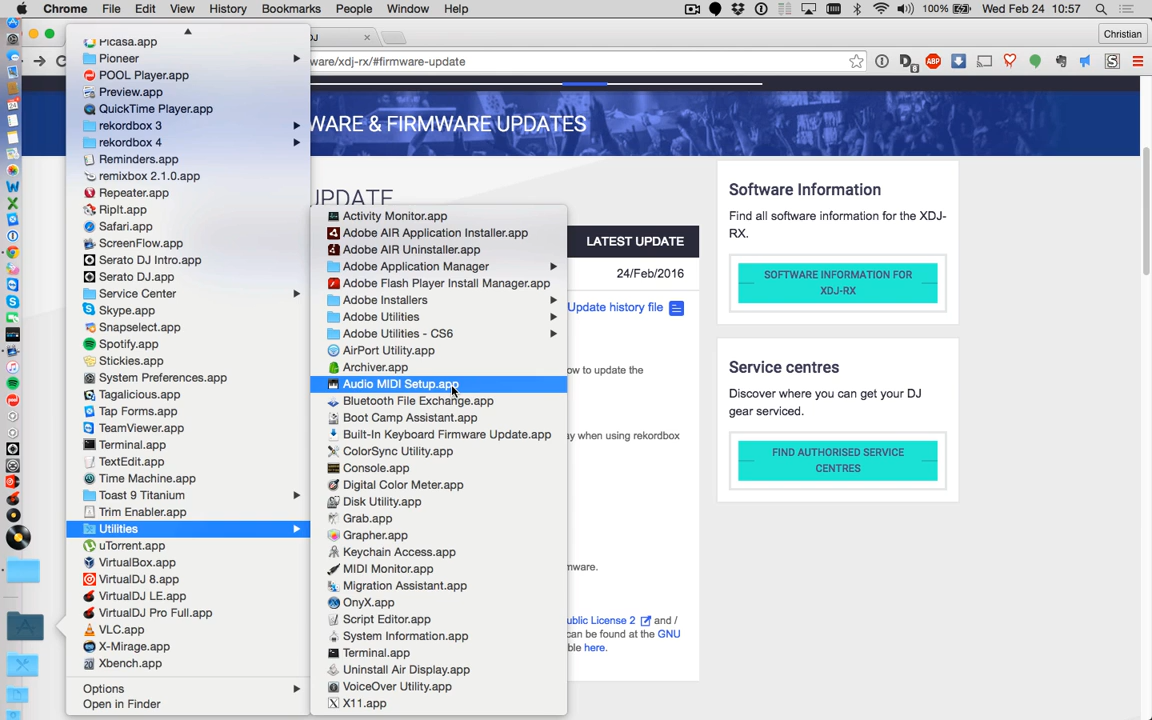 Chrome File Edit View History Bookmarks People Window Help 100% Wed Feb 24 10:57
DJ
Christian
ware/xdj-rx/#firmware-update
WARE & FIRMWARE UPDATES
UPDATE
LATEST UPDATE
24/Feb/2016
Update history file
ow to update the
ay when using rekordbox
mware.
ublic License 2 and /
can be found at the GNU
ble here.
Software Information
Find all software information for the XDJ-
RX.
SOFTWARE INFORMATION FOR
XDJ-RX
Service centres
Discover where you can get your DJ
gear serviced.
FIND AUTHORISED SERVICE
CENTRES
Picasa.app
Pioneer
POOL Player.app
Preview.app
QuickTime Player.app
rekordbox 3
rekordbox 4
Reminders.app
remixbox 2.1.0.app
Repeater.app
RipIt.app
Safari.app
ScreenFlow.app
Serato DJ Intro.app
Serato DJ.app
Service Center
Skype.app
Snapselect.app
Spotify.app
Stickies.app
System Preferences.app
Tagalicious.app
Tap Forms.app
TeamViewer.app
Terminal.app
TextEdit.app
Time Machine.app
Toast 9 Titanium
Trim Enabler.app
Utilities
uTorrent.app
VirtualBox.app
VirtualDJ 8.app
VirtualDJ LE.app
VirtualDJ Pro Full.app
VLC.app
X-Mirage.app
Xbench.app
Options
Open in Finder
Activity Monitor.app
Adobe AIR Application Installer.app
Adobe AIR Uninstaller.app
Adobe Application Manager
Adobe Flash Player Install Manager.app
Adobe Installers
Adobe Utilities
Adobe Utilities - CS6
AirPort Utility.app
Archiver.app
Audio MIDI Setup.app
Bluetooth File Exchange.app
Boot Camp Assistant.app
Built-In Keyboard Firmware Update.app
ColorSync Utility.app
Console.app
Digital Color Meter.app
Disk Utility.app
Grab.app
Grapher.app
Keychain Access.app
MIDI Monitor.app
Migration Assistant.app
OnyX.app
Script Editor.app
System Information.app
Terminal.app
Uninstall Air Display.app
VoiceOver Utility.app
X11.app